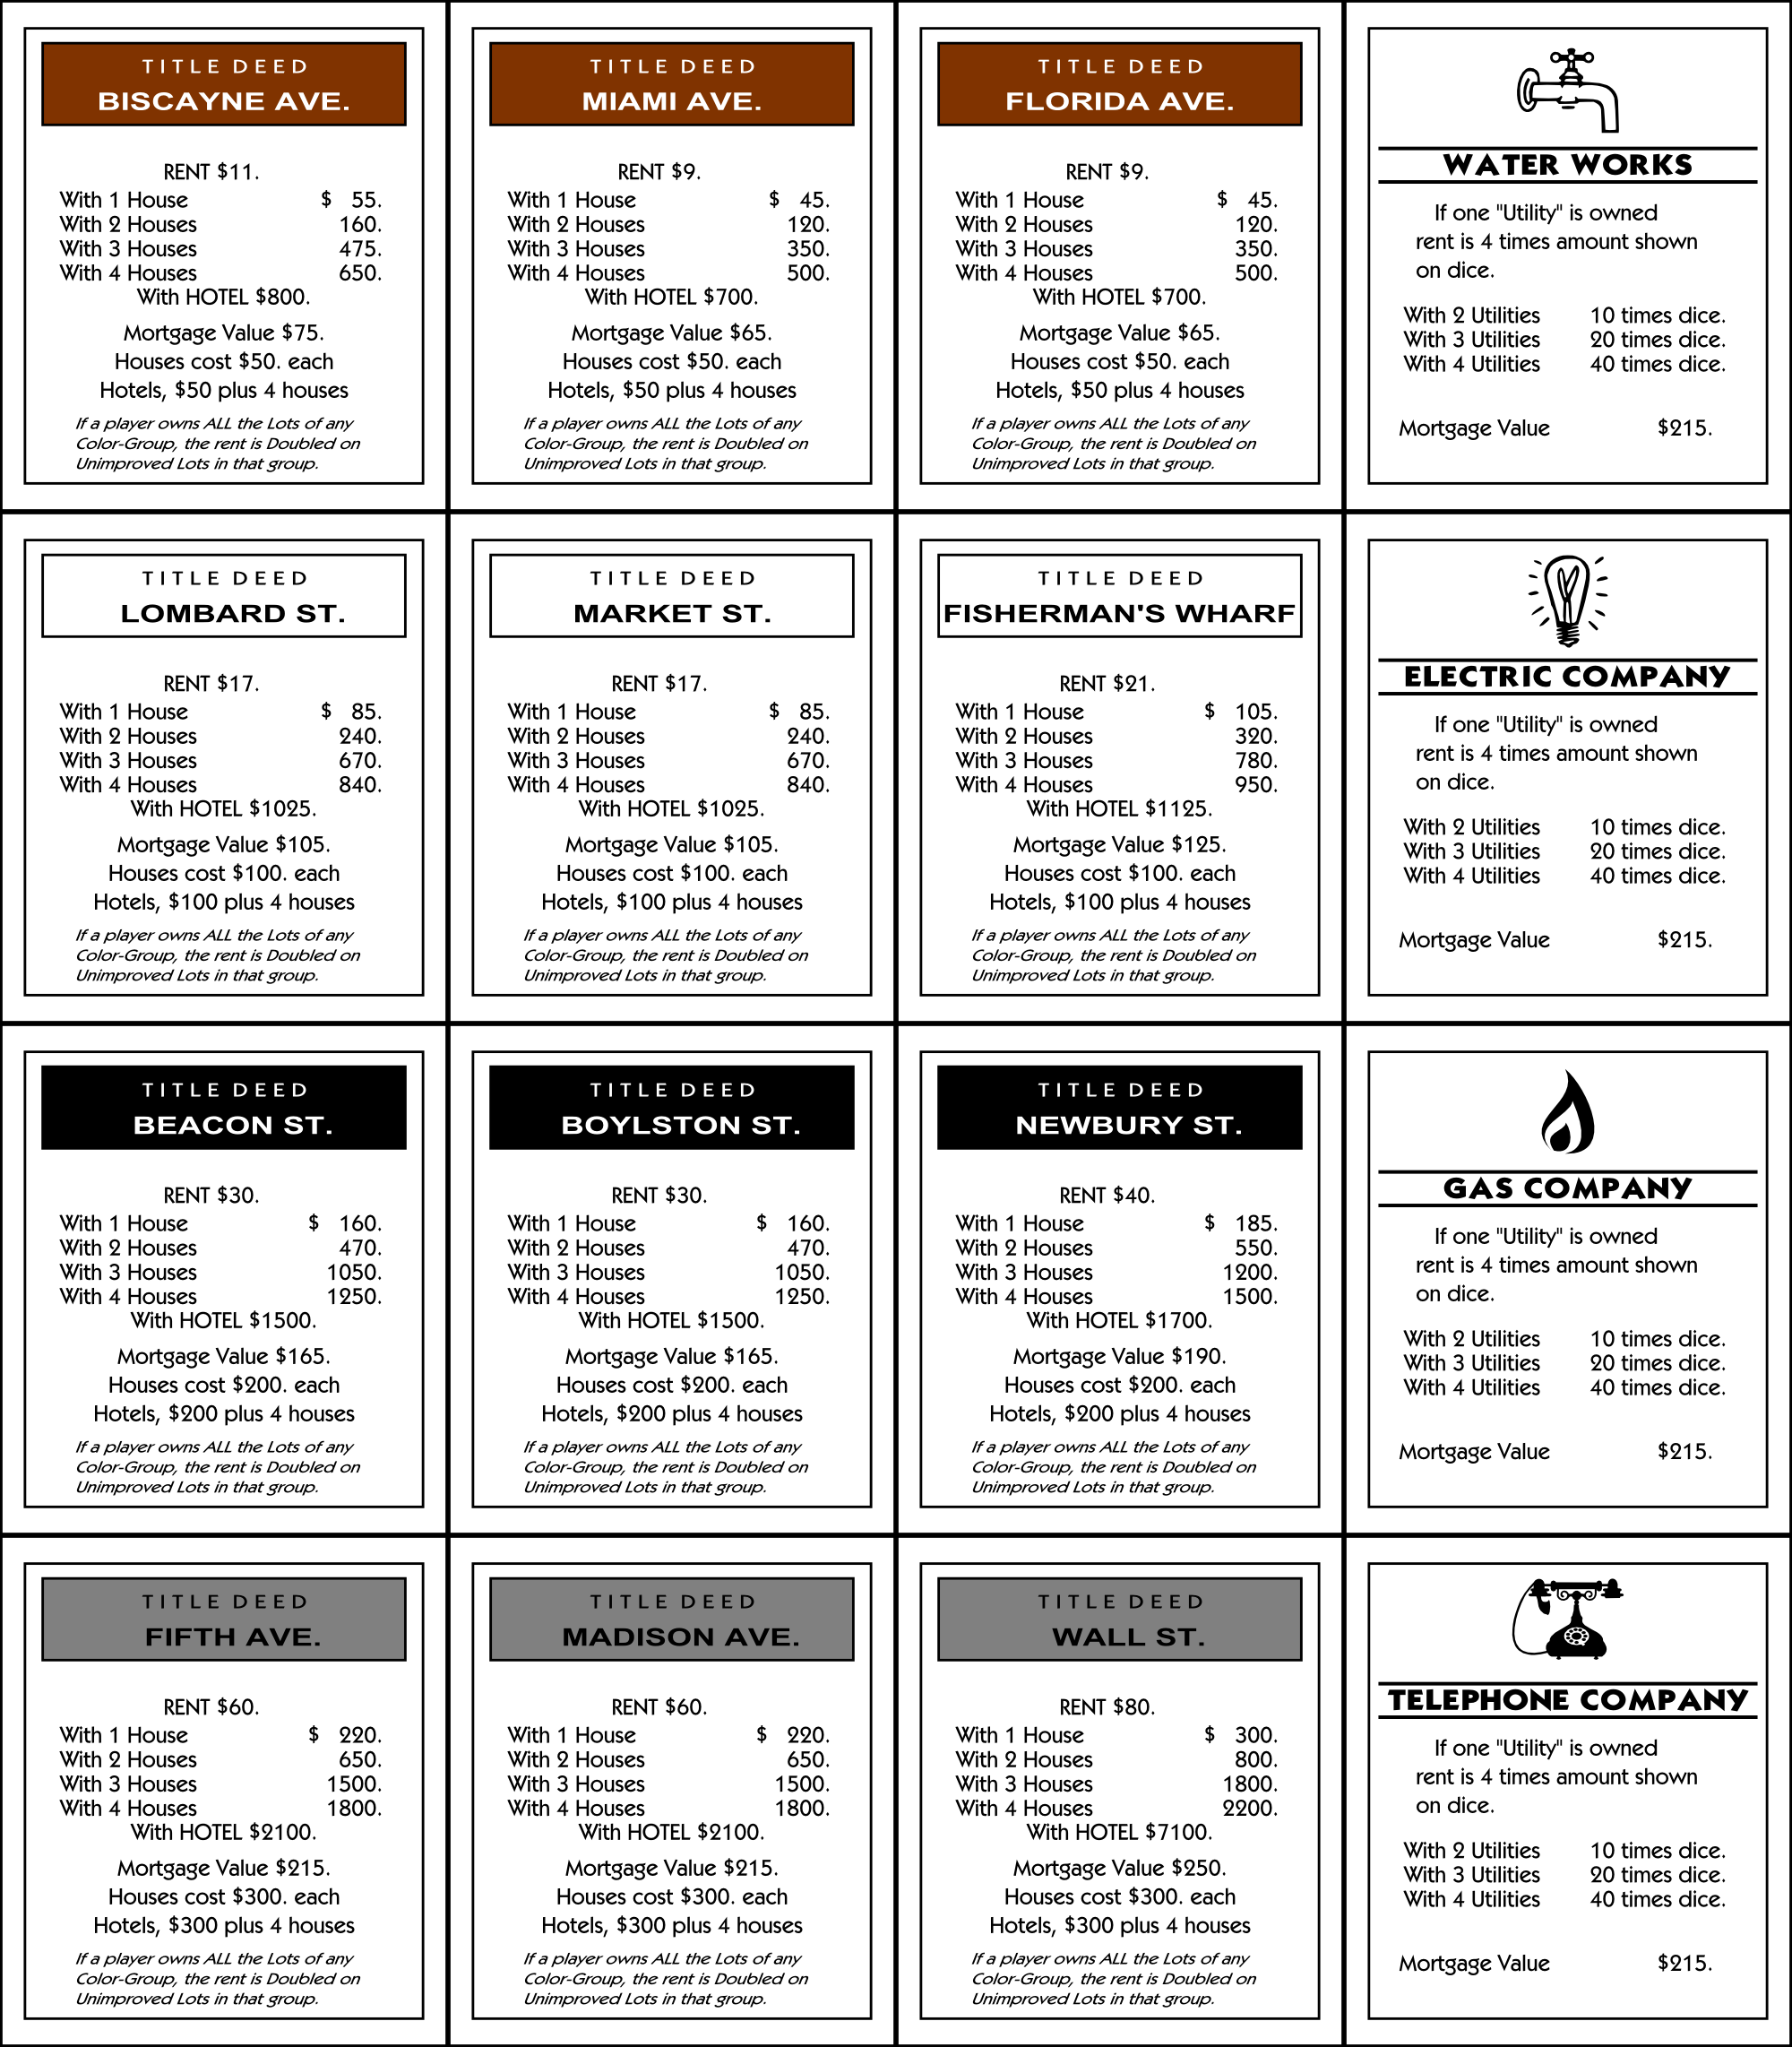 TITLE DEED
BISCAYNE AVE.
RENT $11.
With 1 House $ 55.
With 2 Houses 160.
With 3 Houses 475.
With 4 Houses 650.
With HOTEL $800.
Mortgage Value $75.
Houses cost $50. each
Hotels, $50 plus 4 houses
If a player owns ALL the Lots of any
Color-Group, the rent is Doubled on
Unimproved Lots in that group.
TITLE DEED
MIAMI AVE.
RENT $9.
With 1 House $ 45.
With 2 Houses 120.
With 3 Houses 350.
With 4 Houses 500.
With HOTEL $700.
Mortgage Value $65.
Houses cost $50. each
Hotels, $50 plus 4 houses
If a player owns ALL the Lots of any
Color-Group, the rent is Doubled on
Unimproved Lots in that group.
TITLE DEED
FLORIDA AVE.
RENT $9.
With 1 House $ 45.
With 2 Houses 120.
With 3 Houses 350.
With 4 Houses 500.
With HOTEL $700.
Mortgage Value $65.
Houses cost $50. each
Hotels, $50 plus 4 houses
If a player owns ALL the Lots of any
Color-Group, the rent is Doubled on
Unimproved Lots in that group.
WATER WORKS
If one "Utility" is owned
rent is 4 times amount shown
on dice.
With 2 Utilities 10 times dice.
With 3 Utilities 20 times dice.
With 4 Utilities 40 times dice.
Mortgage Value $215.
TITLE DEED
LOMBARD ST.
RENT $17.
With 1 House $ 85.
With 2 Houses 240.
With 3 Houses 670.
With 4 Houses 840.
With HOTEL $1025.
Mortgage Value $105.
Houses cost $100. each
Hotels, $100 plus 4 houses
If a player owns ALL the Lots of any
Color-Group, the rent is Doubled on
Unimproved Lots in that group.
TITLE DEED
MARKET ST.
RENT $17.
With 1 House $ 85.
With 2 Houses 240.
With 3 Houses 670.
With 4 Houses 840.
With HOTEL $1025.
Mortgage Value $105.
Houses cost $100. each
Hotels, $100 plus 4 houses
If a player owns ALL the Lots of any
Color-Group, the rent is Doubled on
Unimproved Lots in that group.
TITLE DEED
FISHERMAN'S WHARF
RENT $21.
With 1 House $ 105.
With 2 Houses 320.
With 3 Houses 780.
With 4 Houses 950.
With HOTEL $1125.
Mortgage Value $125.
Houses cost $100. each
Hotels, $100 plus 4 houses
If a player owns ALL the Lots of any
Color-Group, the rent is Doubled on
Unimproved Lots in that group.
ELECTRIC COMPANY
If one "Utility" is owned
rent is 4 times amount shown
on dice.
With 2 Utilities 10 times dice.
With 3 Utilities 20 times dice.
With 4 Utilities 40 times dice.
Mortgage Value $215.
TITLE DEED
BEACON ST.
RENT $30.
With 1 House $ 160.
With 2 Houses 470.
With 3 Houses 1050.
With 4 Houses 1250.
With HOTEL $1500.
Mortgage Value $165.
Houses cost $200. each
Hotels, $200 plus 4 houses
If a player owns ALL the Lots of any
Color-Group, the rent is Doubled on
Unimproved Lots in that group.
TITLE DEED
BOYLSTON ST.
RENT $30.
With 1 House $ 160.
With 2 Houses 470.
With 3 Houses 1050.
With 4 Houses 1250.
With HOTEL $1500.
Mortgage Value $165.
Houses cost $200. each
Hotels, $200 plus 4 houses
If a player owns ALL the Lots of any
Color-Group, the rent is Doubled on
Unimproved Lots in that group.
TITLE DEED
NEWBURY ST.
RENT $40.
With 1 House $ 185.
With 2 Houses 550.
With 3 Houses 1200.
With 4 Houses 1500.
With HOTEL $1700.
Mortgage Value $190.
Houses cost $200. each
Hotels, $200 plus 4 houses
If a player owns ALL the Lots of any
Color-Group, the rent is Doubled on
Unimproved Lots in that group.
GAS COMPANY
If one "Utility" is owned
rent is 4 times amount shown
on dice.
With 2 Utilities 10 times dice.
With 3 Utilities 20 times dice.
With 4 Utilities 40 times dice.
Mortgage Value $215.
TITLE DEED
FIFTH AVE.
RENT $60.
With 1 House $ 220.
With 2 Houses 650.
With 3 Houses 1500.
With 4 Houses 1800.
With HOTEL $2100.
Mortgage Value $215.
Houses cost $300. each
Hotels, $300 plus 4 houses
If a player owns ALL the Lots of any
Color-Group, the rent is Doubled on
Unimproved Lots in that group.
TITLE DEED
MADISON AVE.
RENT $60.
With 1 House $ 220.
With 2 Houses 650.
With 3 Houses 1500.
With 4 Houses 1800.
With HOTEL $2100.
Mortgage Value $215.
Houses cost $300. each
Hotels, $300 plus 4 houses
If a player owns ALL the Lots of any
Color-Group, the rent is Doubled on
Unimproved Lots in that group.
TITLE DEED
WALL ST.
RENT $80.
With 1 House $ 300.
With 2 Houses 800.
With 3 Houses 1800.
With 4 Houses 2200.
With HOTEL $7100.
Mortgage Value $250.
Houses cost $300. each
Hotels, $300 plus 4 houses
If a player owns ALL the Lots of any
Color-Group, the rent is Doubled on
Unimproved Lots in that group.
TELEPHONE COMPANY
If one "Utility" is owned
rent is 4 times amount shown
on dice.
With 2 Utilities 10 times dice.
With 3 Utilities 20 times dice.
With 4 Utilities 40 times dice.
Mortgage Value $215.